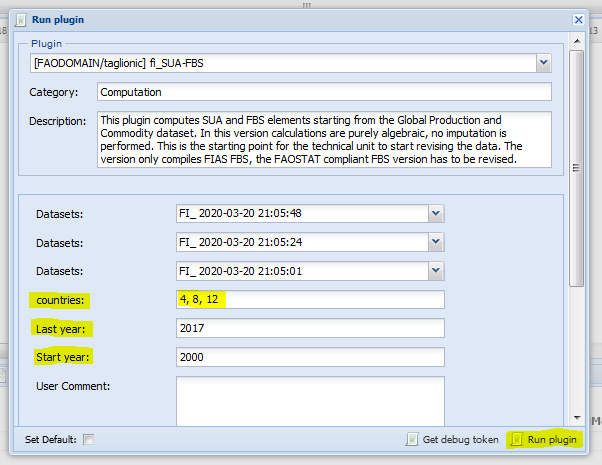 Run plugin
Plugin
[FAODOMAIN/taglionic] fi_SUA-FBS
Category: Computation
Description: This plugin computes SUA and FBS elements starting from the Global Production and
Commodity dataset. In this version calculations are purely algebraic, no imputation is
performed. This is the starting point for the technical unit to start revising the data. The
version only compiles FIAS FBS, the FAOSTAT compliant FBS version has to be revised.
Datasets: FI_ 2020-03-20 21:05:48
Datasets: FI_ 2020-03-20 21:05:24
Datasets: FI_ 2020-03-20 21:05:01
countries: 4, 8, 12
Last year: 2017
Start year: 2000
User Comment:
Set Default: Get debug token Run plugin